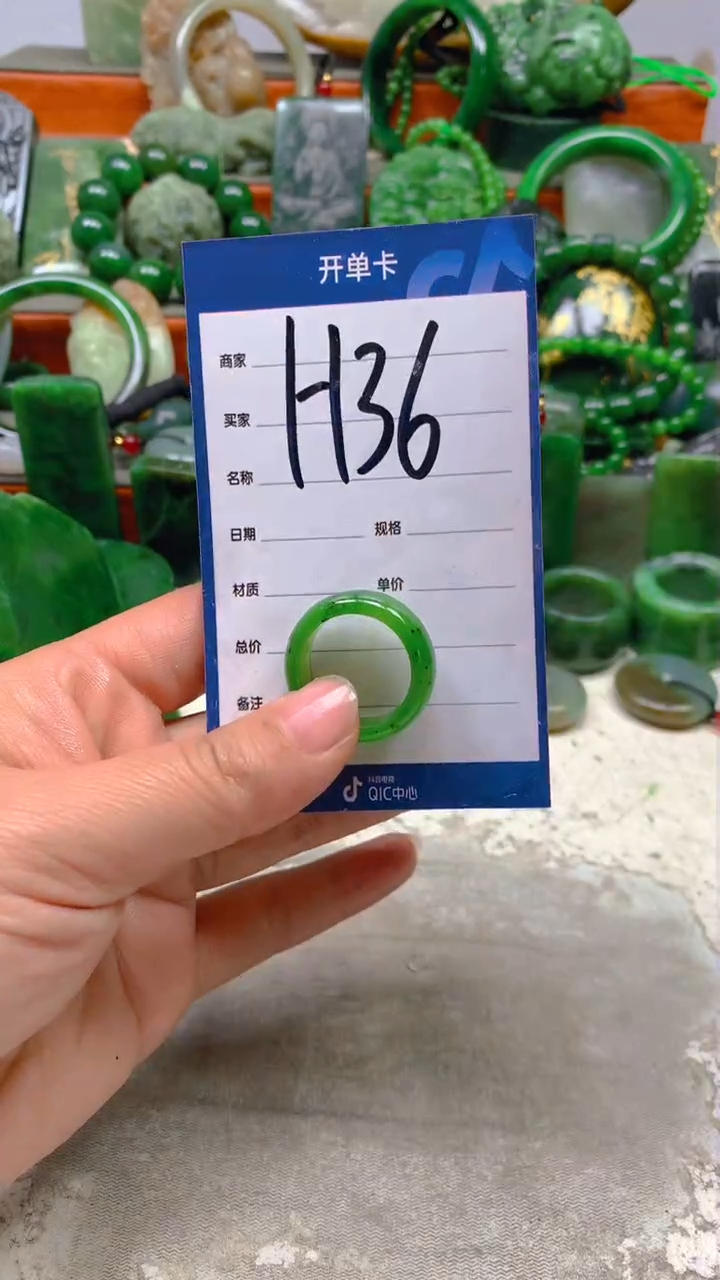 开单卡
商家
H36
买家
名称
日期 规格
材质 单价
总价
备注
抖音电商
QIC中心